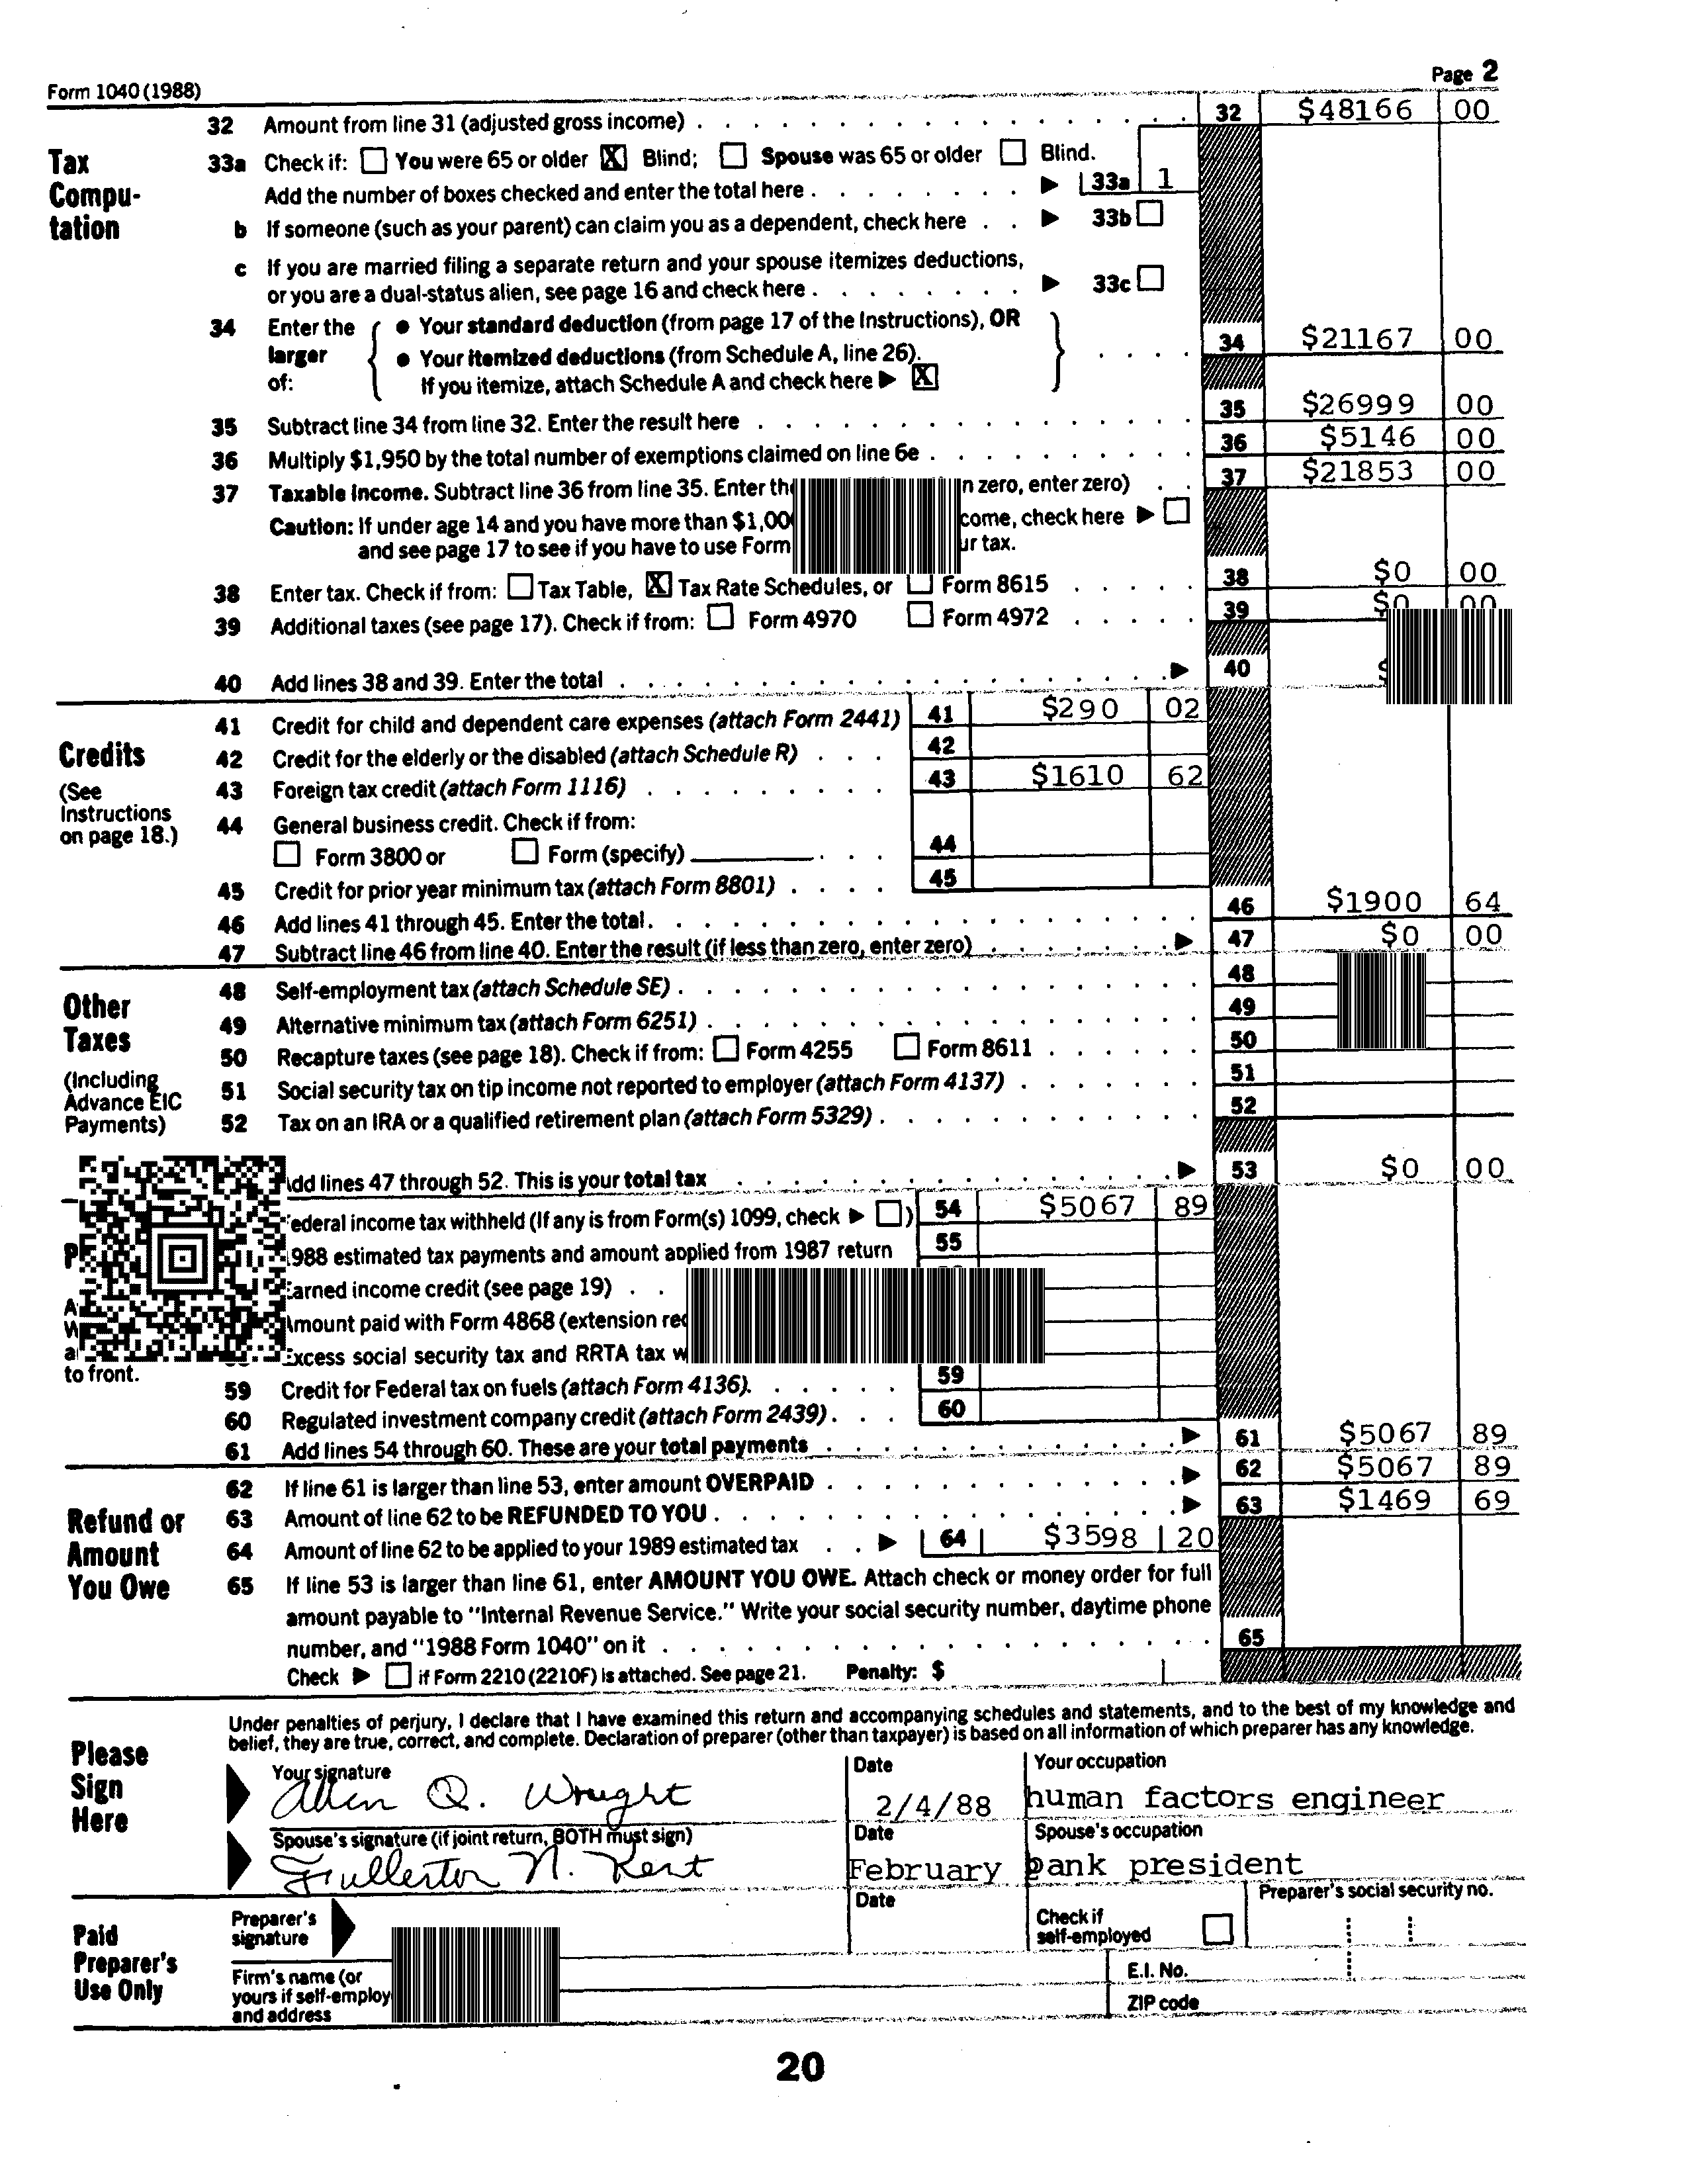 Form 1040 (1988)
Page 2
32 Amount from line 31 (adjusted gross income) 32 $48166 00
Tax Compu- tation
33a Check if: You were 65 or older X Blind; Spouse was 65 or older Blind.
Add the number of boxes checked and enter the total here 33a 1
b If someone (such as your parent) can claim you as a dependent, check here 33b
c If you are married filing a separate return and your spouse itemizes deductions,
or you are a dual-status alien, see page 16 and check here 33c
34 Enter the larger of:
• Your standard deduction (from page 17 of the Instructions), OR
• Your itemized deductions (from Schedule A, line 26).
If you itemize, attach Schedule A and check here X
34 $21167 00
35 Subtract line 34 from line 32. Enter the result here 35 $26999 00
36 Multiply $1,950 by the total number of exemptions claimed on line 6e 36 $5146 00
37 Taxable income. Subtract line 36 from line 35. Enter zero, enter zero) 37 $21853 00
Caution: If under age 14 and you have more than check here
and see page 17 to see if you have to use Form tax.
38 Enter tax. Check if from: Tax Table, X Tax Rate Schedules, or Form 8615 38 $0 00
39 Additional taxes (see page 17). Check if from: Form 4970 Form 4972 39
40 Add lines 38 and 39. Enter the total 40
Credits
(See Instructions on page 18.)
41 Credit for child and dependent care expenses (attach Form 2441) 41 $290 02
42 Credit for the elderly or the disabled (attach Schedule R) 42
43 Foreign tax credit (attach Form 1116) 43 $1610 62
44 General business credit. Check if from:
Form 3800 or Form (specify) 44
45 Credit for prior year minimum tax (attach Form 8801) 45
46 Add lines 41 through 45. Enter the total. 46 $1900 64
47 Subtract line 46 from line 40. Enter the result (if less than zero, enter zero) 47 $0 00
Other Taxes
(Including Advance EIC Payments)
48 Self-employment tax (attach Schedule SE) 48
49 Alternative minimum tax (attach Form 6251) 49
50 Recapture taxes (see page 18). Check if from: Form 4255 Form 8611 50
51 Social security tax on tip income not reported to employer (attach Form 4137) 51
52 Tax on an IRA or a qualified retirement plan (attach Form 5329) 52
lines 47 through 52. This is your total tax 53 $0 00
income tax withheld (If any is from Form(s) 1099, check ) 54 $5067 89
estimated tax payments and amount applied from 1987 return 55
income credit (see page 19)
paid with Form 4868 (extension
social security tax and RRTA tax
to front.
59 Credit for Federal tax on fuels (attach Form 4136). 59
60 Regulated investment company credit (attach Form 2439) 60
61 Add lines 54 through 60. These are your total payments 61 $5067 89
Refund or Amount You Owe
62 If line 61 is larger than line 53, enter amount OVERPAID 62 $5067 89
63 Amount of line 62 to be REFUNDED TO YOU 63 $1469 69
64 Amount of line 62 to be applied to your 1989 estimated tax 64 $3598 20
65 If line 53 is larger than line 61, enter AMOUNT YOU OWE. Attach check or money order for full
amount payable to "Internal Revenue Service." Write your social security number, daytime phone
number, and "1988 Form 1040" on it 65
Check if Form 2210 (2210F) is attached. See page 21. Penalty: $
Please Sign Here
Under penalties of perjury, I declare that I have examined this return and accompanying schedules and statements, and to the best of my knowledge and
belief, they are true, correct, and complete. Declaration of preparer (other than taxpayer) is based on all information of which preparer has any knowledge.
Your signature Date Your occupation
Allen Q. Wright 2/4/88 human factors engineer
Spouse's signature (if joint return, BOTH must sign) Date Spouse's occupation
Fullerton N. Kent February bank president
Paid Preparer's Use Only
Preparer's signature Date Check if self-employed Preparer's social security no.
Firm's name (or
yours if
and address
E.I. No.
ZIP code
20